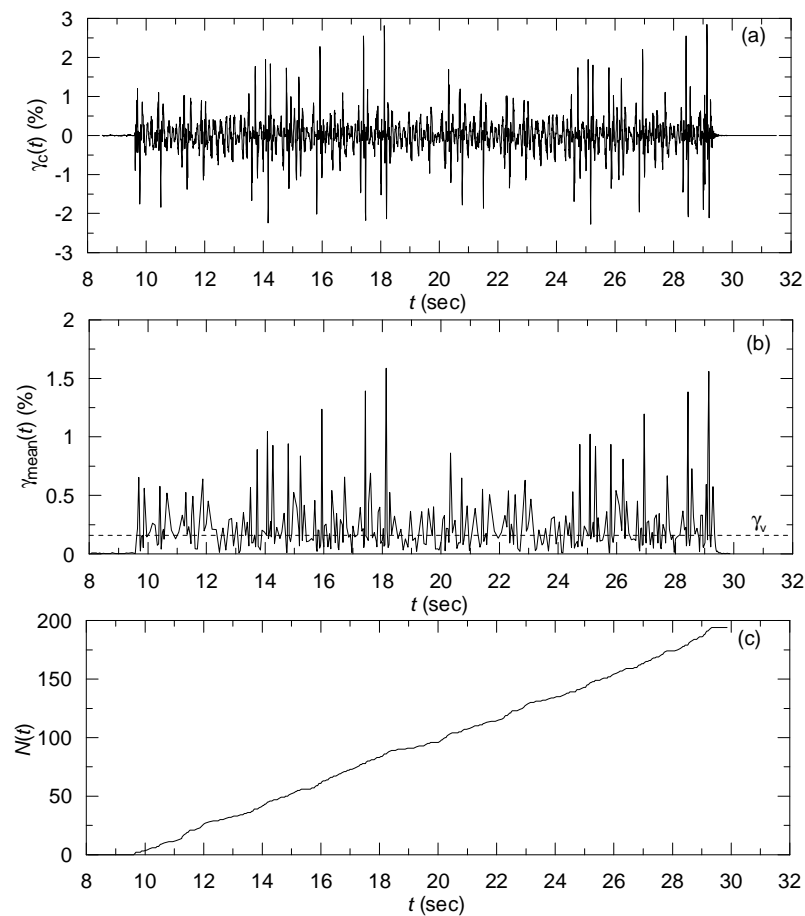 (a)
3
2
1
0
-1
-2
-3
γc(t) (%)
8 10 12 14 16 18 20 22 24 26 28 30 32
t (sec)
(b)
2
1.5
1
0.5
0
γmean(t) (%)
γv
8 10 12 14 16 18 20 22 24 26 28 30 32
t (sec)
(c)
200
150
100
50
0
N(t)
8 10 12 14 16 18 20 22 24 26 28 30 32
t (sec)